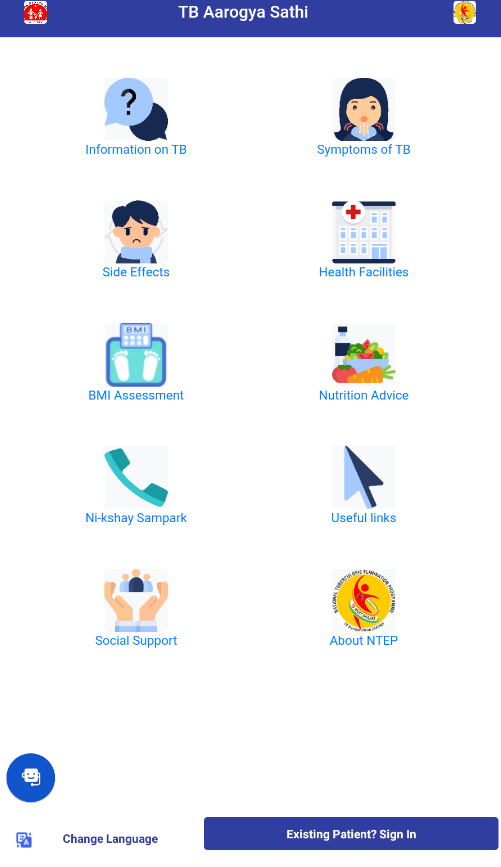 TB Aarogya Sathi
?
Information on TB
Symptoms of TB
Side Effects
Health Facilities
BMI
BMI Assessment
Nutrition Advice
Ni-kshay Sampark
Useful links
Social Support
About NTEP
Change Language
Existing Patient? Sign In